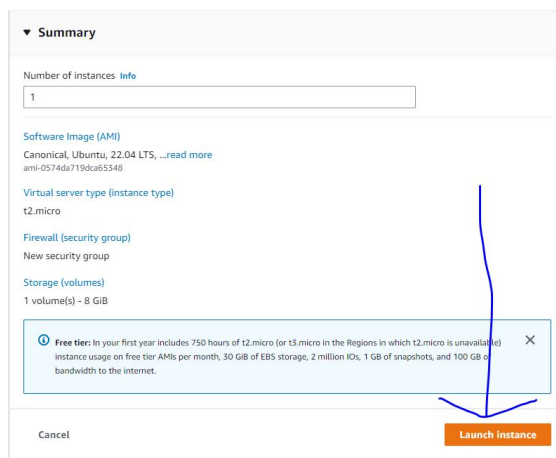 Summary
Number of instances Info
1
Software Image (AMI)
Canonical, Ubuntu, 22.04 LTS, ...read more
ami-0574da719dca65348
Virtual server type (instance type)
t2.micro
Firewall (security group)
New security group
Storage (volumes)
1 volume(s) - 8 GiB
Free tier: In your first year includes 750 hours of t2.micro (or t3.micro in the Regions in which t2.micro is unavailable)
instance usage on free tier AMIs per month, 30 GiB of EBS storage, 2 million IOs, 1 GB of snapshots, and 100 GB of
bandwidth to the internet.
Cancel
Launch instance